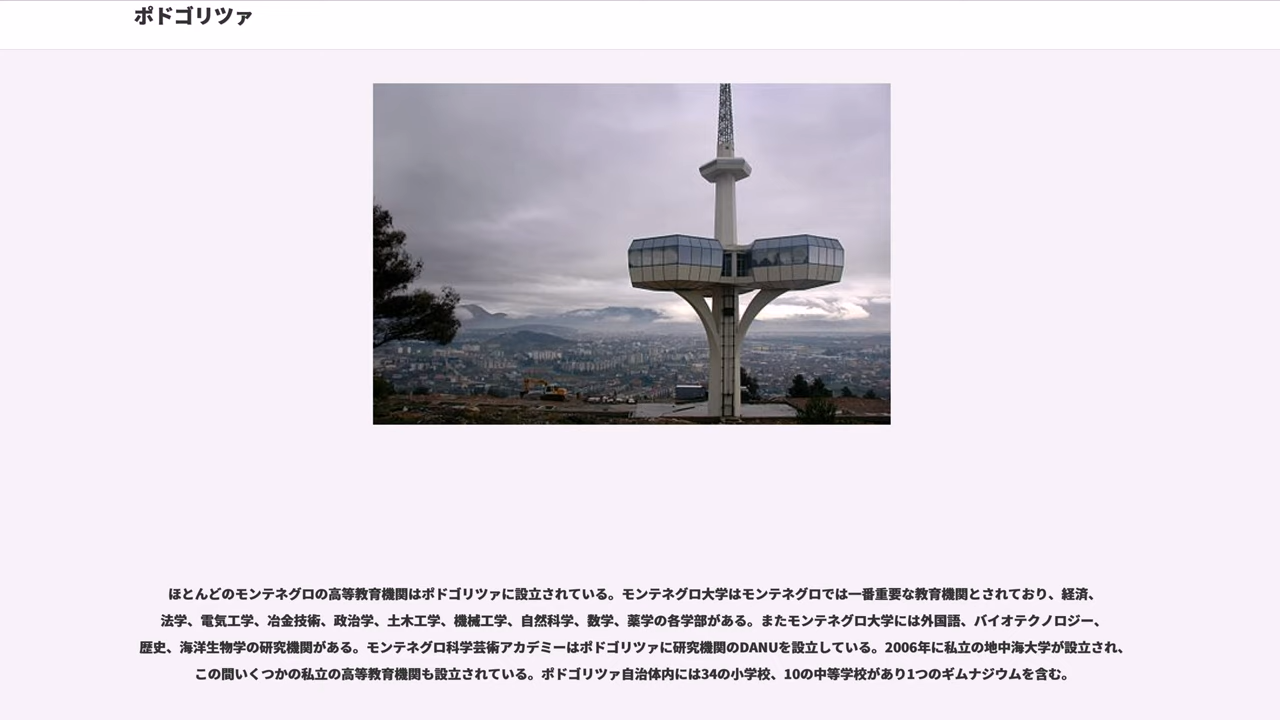 ポドゴリツァ
ほとんどのモンテネグロの高等教育機関はポドゴリツァに設立されている。モンテネグロ大学はモンテネグロでは一番重要な教育機関とされており、経済、
法学、電気工学、冶金技術、政治学、土木工学、機械工学、自然科学、数学、薬学の各学部がある。またモンテネグロ大学には外国語、バイオテクノロジー、
歴史、海洋生物学の研究機関がある。モンテネグロ科学芸術アカデミーはポドゴリツァに研究機関のDANUを設立している。2006年に私立の地中海大学が設立され、
この間いくつかの私立の高等教育機関も設立されている。ポドゴリツァ自治体内には34の小学校、10の中等学校があり1つのギムナジウムを含む。